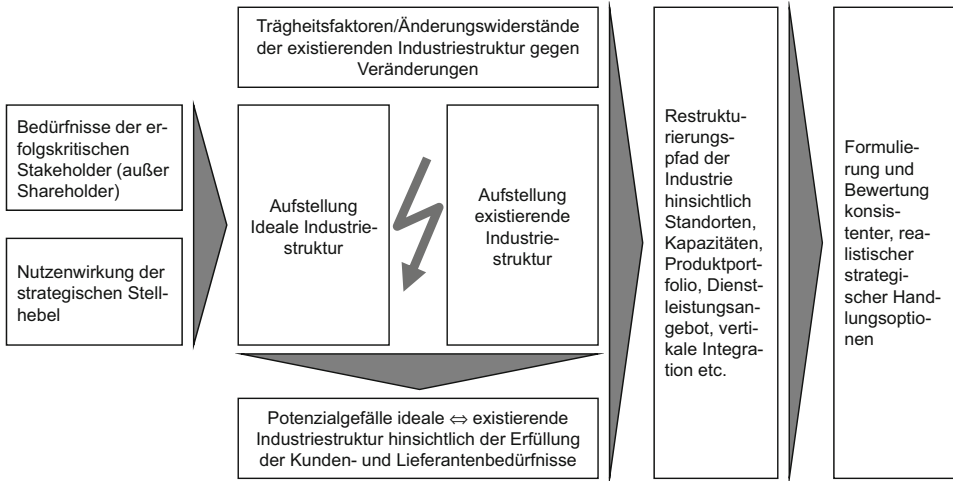 Trägheitsfaktoren/Änderungswiderstände
der existierenden Industriestruktur gegen
Veränderungen
Bedürfnisse der er-
folgskritischen
Stakeholder (außer
Shareholder)
Nutzenwirkung der
strategischen Stell-
hebel
Aufstellung
Ideale Industrie-
struktur
Aufstellung
existierende
Industrie-
struktur
Potenzialgefälle ideale ⇔ existierende
Industriestruktur hinsichtlich der Erfüllung
der Kunden- und Lieferantenbedürfnisse
Restruktu-
rierungs-
pfad der
Industrie
hinsichtlich
Standorten,
Kapazitäten,
Produktport-
folio, Dienst-
leistungsan-
gebot, verti-
kale Integra-
tion etc.
Formulie-
rung und
Bewertung
konsis-
tenter, rea-
listischer
strategi-
scher Hand-
lungsoptio-
nen